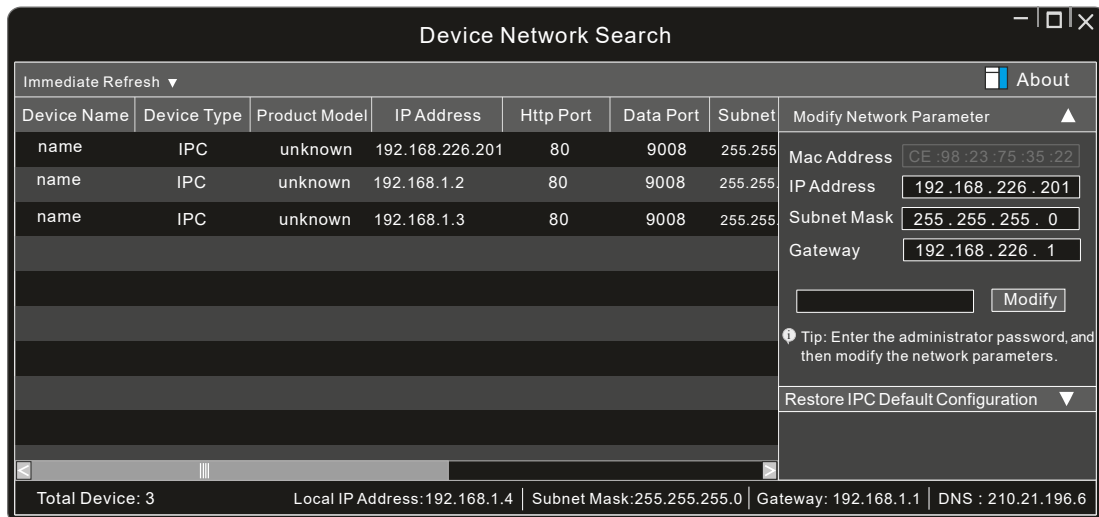 Device Network Search
Immediate Refresh ▼ About
Device Name Device Type Product Model IP Address Http Port Data Port Subnet
name IPC unknown 192.168.226.201 80 9008 255.255
name IPC unknown 192.168.1.2 80 9008 255.255.
name IPC unknown 192.168.1.3 80 9008 255.255.
Modify Network Parameter ▲
Mac Address CE :98 :23 :75 :35 :22
IP Address 192 .168 . 226 . 201
Subnet Mask 255 . 255 . 255 . 0
Gateway 192 .168 . 226 . 1
Modify
Tip: Enter the administrator password, and
then modify the network parameters.
Restore IPC Default Configuration ▼
Total Device: 3 Local IP Address:192.168.1.4 Subnet Mask:255.255.255.0 Gateway: 192.168.1.1 DNS : 210.21.196.6